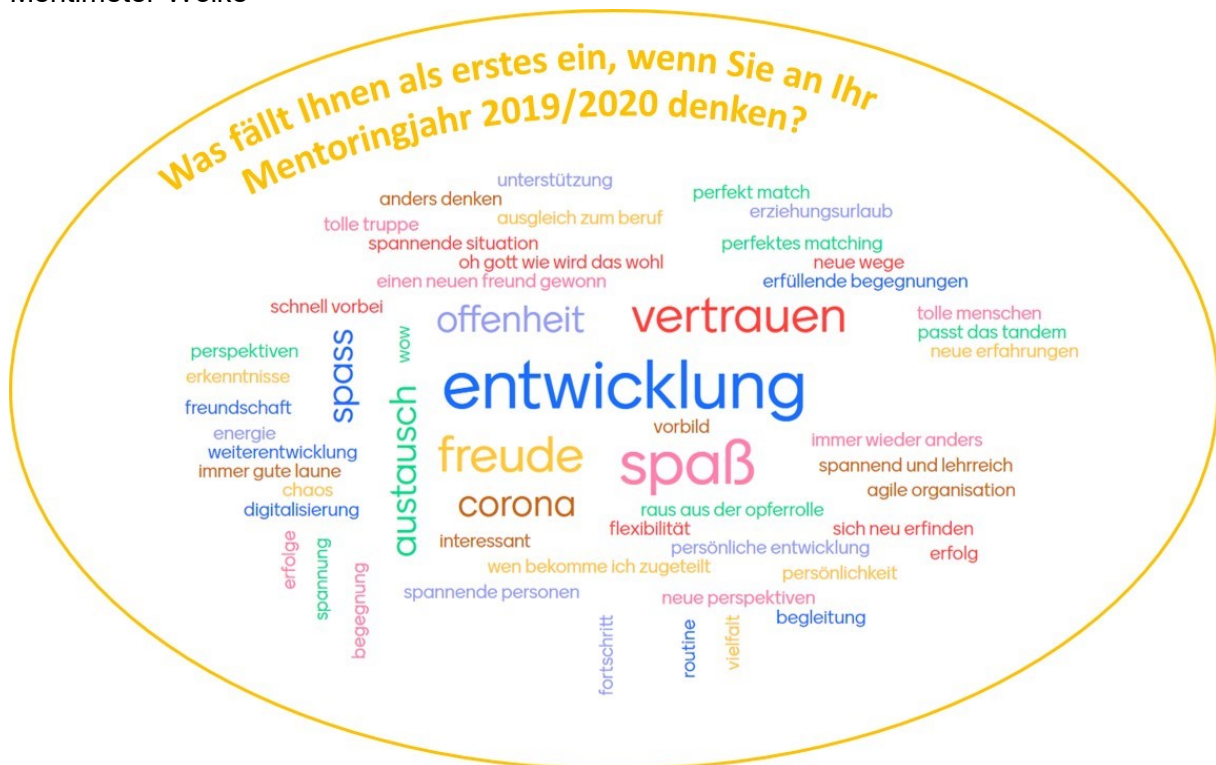 Was fällt Ihnen als erstes ein, wenn Sie an Ihr
Mentoringjahr 2019/2020 denken?
unterstützung
perfekt match
anders denken
erziehungsurlaub
tolle truppe
ausgleich zum beruf
spannende situation
perfektes matching
oh gott wie wird das wohl
neue wege
einen neuen freund gewonn
erfüllende begegnungen
schnell vorbei
offenheit
vertrauen
tolle menschen
passt das tandem
neue erfahrungen
perspektiven
spass
wow
erkenntnisse
entwicklung
freundschaft
austausch
energie
vorbild
weiterentwicklung
freude
spaß
immer wieder anders
immer gute laune
spannend und lehrreich
chaos
corona
agile organisation
digitalisierung
raus aus der opferrolle
flexibilität
sich neu erfinden
interessant
persönliche entwicklung
erfolg
erfolge
spannung
begegnung
wen bekomme ich zugeteilt
persönlichkeit
spannende personen
neue perspektiven
begleitung
fortschritt
routine
vielfalt